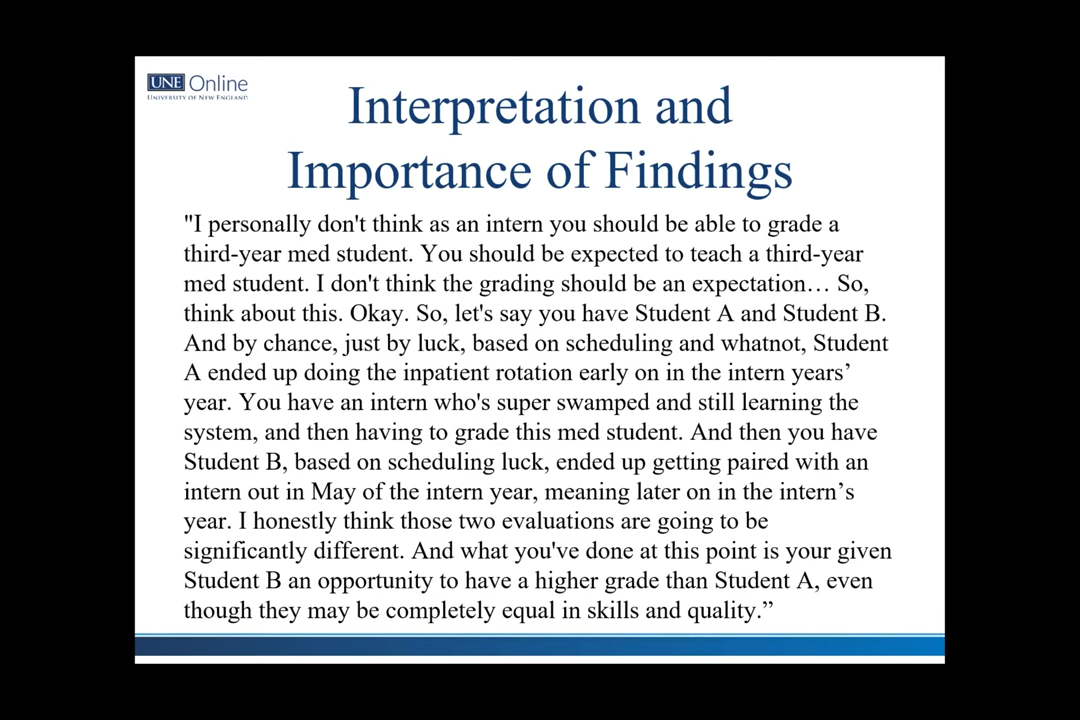 UNE Online
UNIVERSITY OF NEW ENGLAND
Interpretation and
Importance of Findings
"I personally don't think as an intern you should be able to grade a
third-year med student. You should be expected to teach a third-year
med student. I don't think the grading should be an expectation… So,
think about this. Okay. So, let's say you have Student A and Student B.
And by chance, just by luck, based on scheduling and whatnot, Student
A ended up doing the inpatient rotation early on in the intern years’
year. You have an intern who's super swamped and still learning the
system, and then having to grade this med student. And then you have
Student B, based on scheduling luck, ended up getting paired with an
intern out in May of the intern year, meaning later on in the intern’s
year. I honestly think those two evaluations are going to be
significantly different. And what you've done at this point is your given
Student B an opportunity to have a higher grade than Student A, even
though they may be completely equal in skills and quality.”